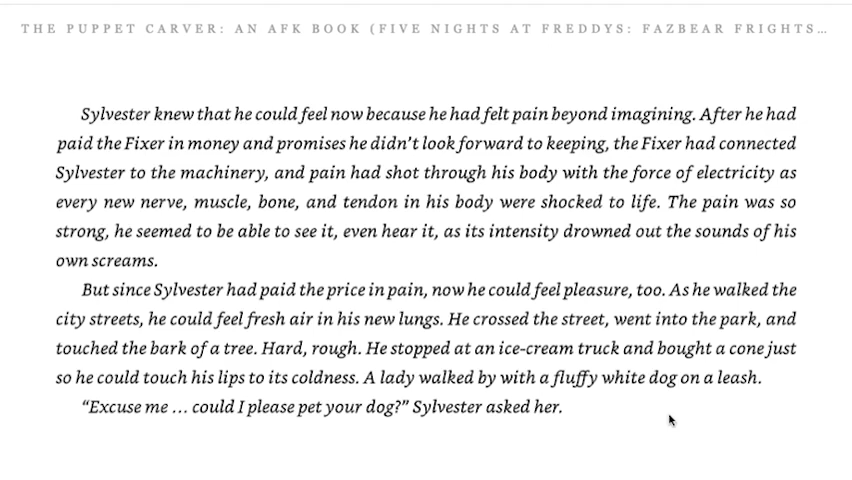 THE PUPPET CARVER: AN AFK BOOK (FIVE NIGHTS AT FREDDYS: FAZBEAR FRIGHTS…
Sylvester knew that he could feel now because he had felt pain beyond imagining. After he had
paid the Fixer in money and promises he didn’t look forward to keeping, the Fixer had connected
Sylvester to the machinery, and pain had shot through his body with the force of electricity as
every new nerve, muscle, bone, and tendon in his body were shocked to life. The pain was so
strong, he seemed to be able to see it, even hear it, as its intensity drowned out the sounds of his
own screams.
But since Sylvester had paid the price in pain, now he could feel pleasure, too. As he walked the
city streets, he could feel fresh air in his new lungs. He crossed the street, went into the park, and
touched the bark of a tree. Hard, rough. He stopped at an ice-cream truck and bought a cone just
so he could touch his lips to its coldness. A lady walked by with a fluffy white dog on a leash.
“Excuse me … could I please pet your dog?” Sylvester asked her.